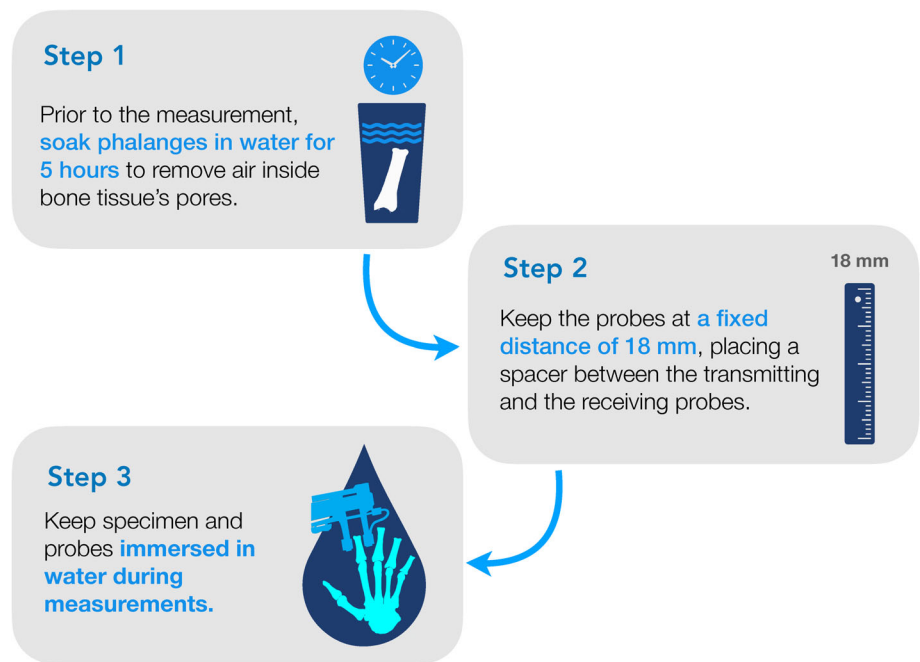 Step 1
Prior to the measurement,
soak phalanges in water for
5 hours to remove air inside
bone tissue's pores.
Step 2
18 mm
Keep the probes at a fixed
distance of 18 mm, placing a
spacer between the transmitting
and the receiving probes.
Step 3
Keep specimen and
probes immersed in
water during
measurements.